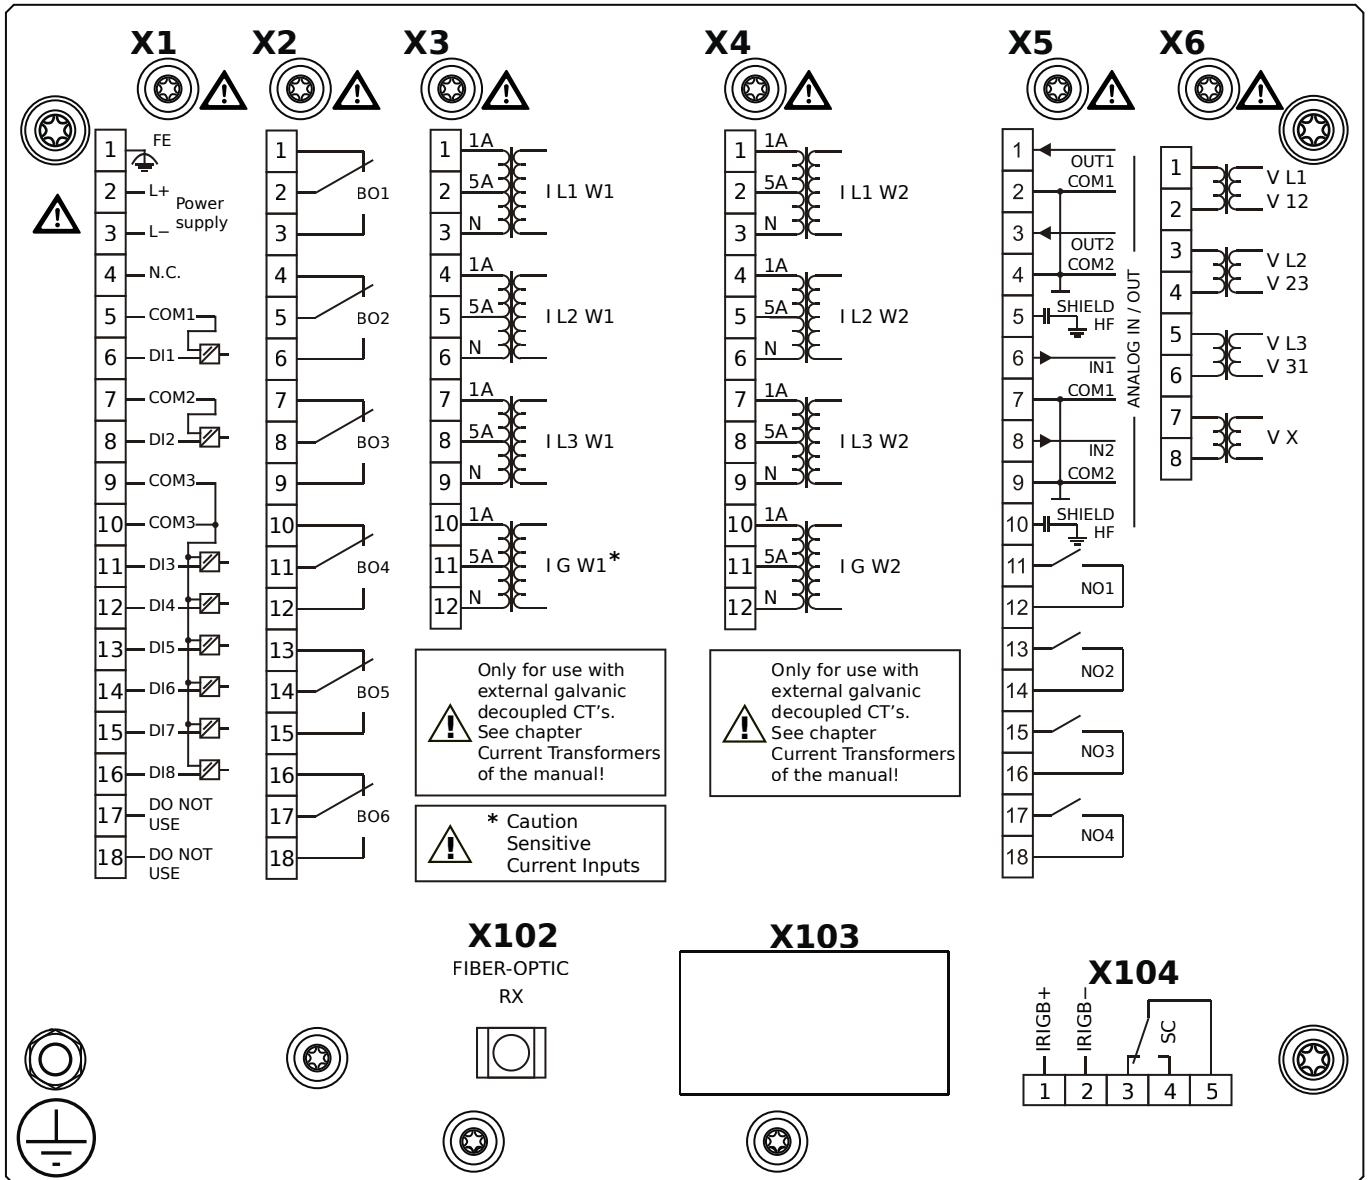 X1
X2
X3
X4
X5
X6
1 FE
2 L+
Power
supply
3 L−
4 N.C.
5 COM1
6 DI1
7 COM2
8 DI2
9 COM3
10 COM3
11 DI3
12 DI4
13 DI5
14 DI6
15 DI7
16 DI8
17 DO NOT
USE
18 DO NOT
USE
1
2 BO1
3
4
5 BO2
6
7
8 BO3
9
10
11 BO4
12
13
14 BO5
15
16
17 BO6
18
1 1A
2 5A I L1 W1
3 N
4 1A
5 5A I L2 W1
6 N
7 1A
8 5A I L3 W1
9 N
10 1A
11 5A I G W1*
12 N
Only for use with
external galvanic
decoupled CT's.
See chapter
Current Transformers
of the manual!
* Caution
Sensitive
Current Inputs
1 1A
2 5A I L1 W2
3 N
4 1A
5 5A I L2 W2
6 N
7 1A
8 5A I L3 W2
9 N
10 1A
11 5A I G W2
12 N
Only for use with
external galvanic
decoupled CT's.
See chapter
Current Transformers
of the manual!
1 OUT1
2 COM1
3 OUT2
4 COM2
5 SHIELD
HF
6 IN1
7 COM1
8 IN2
9 COM2
10 SHIELD
HF
ANALOG IN / OUT
11
NO1
12
13
NO2
14
15
NO3
16
17
NO4
18
1 V L1
2 V 12
3 V L2
4 V 23
5 V L3
6 V 31
7
V X
8
X102
FIBER-OPTIC
RX
X103
X104
IRIGB+
IRIGB−
SC
1 2 3 4 5